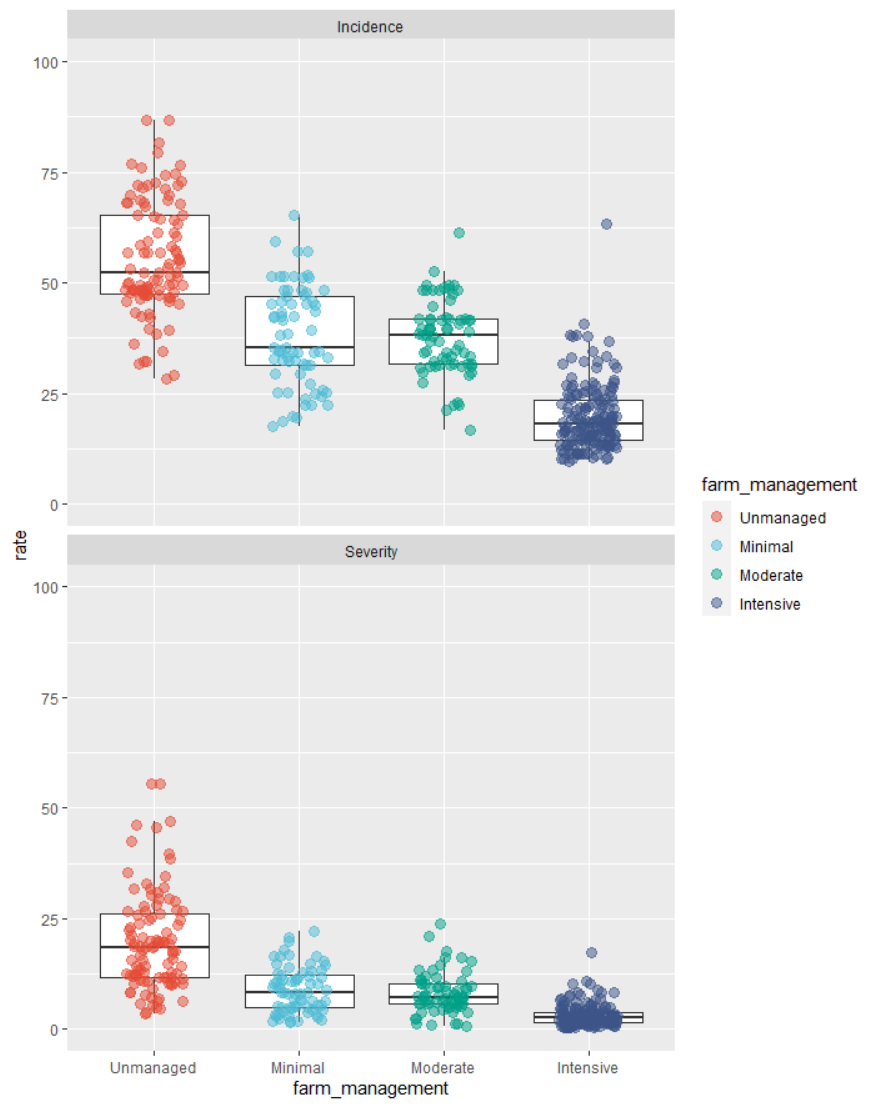 Incidence
100
75
50
25
0
rate
Severity
100
75
50
25
0
Unmanaged Minimal Moderate Intensive
farm_management
farm_management
Unmanaged
Minimal
Moderate
Intensive